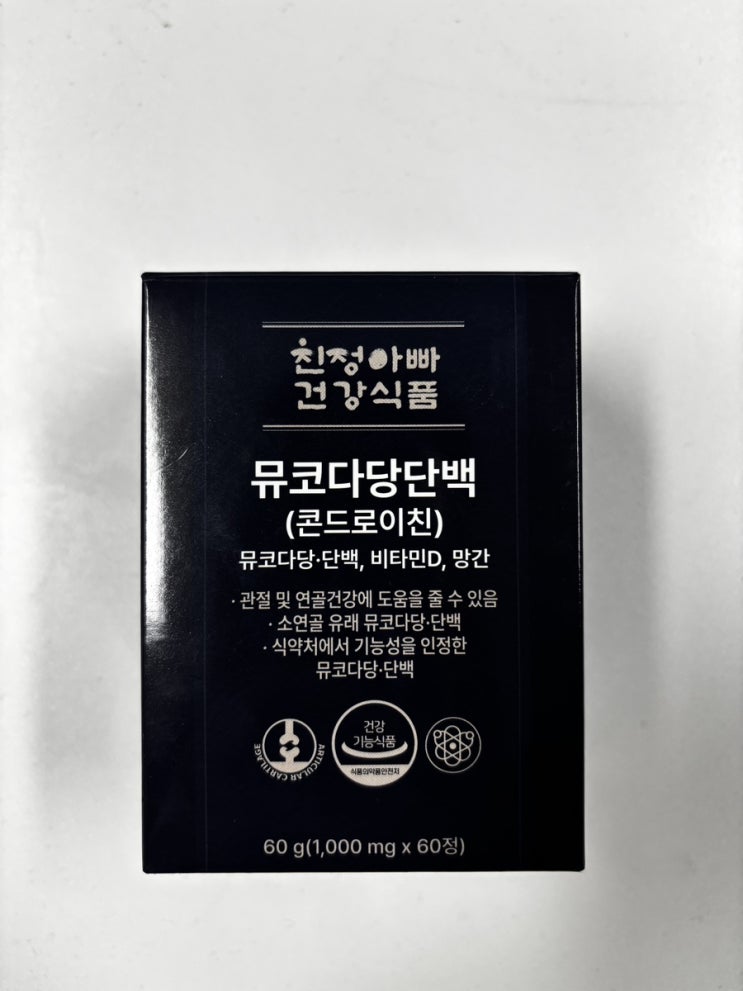 친정아빠
건강식품
뮤코다당단백
(콘드로이친)
뮤코다당·단백, 비타민D, 망간
· 관절 및 연골건강에 도움을 줄 수 있음
· 소연골 유래 뮤코다당·단백
· 식약처에서 기능성을 인정한
뮤코다당·단백
ARTICULAR CARTILAGE
건강
기능식품
식품의약품안전처
60 g(1,000 mg x 60정)